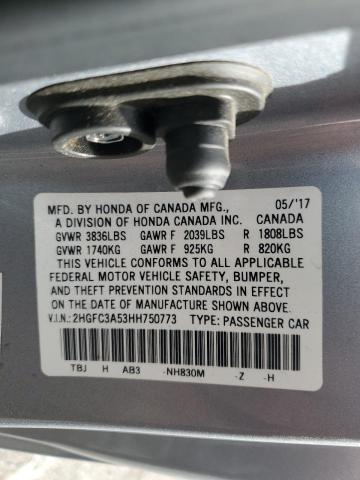 MFD. BY HONDA OF CANADA MFG., 05/'17
A DIVISION OF HONDA CANADA INC. CANADA
GVWR 3836LBS GAWR F 2039LBS R 1808LBS
GVWR 1740KG GAWR F 925KG R 820KG
THIS VEHICLE CONFORMS TO ALL APPLICABLE
FEDERAL MOTOR VEHICLE SAFETY, BUMPER,
AND THEFT PREVENTION STANDARDS IN EFFECT
ON THE DATE OF MANUFACTURE SHOWN ABOVE.
V.I.N.: 2HGFC3A53HH750773 TYPE: PASSENGER CAR
TBJ H AB3 -NH830M -Z -H